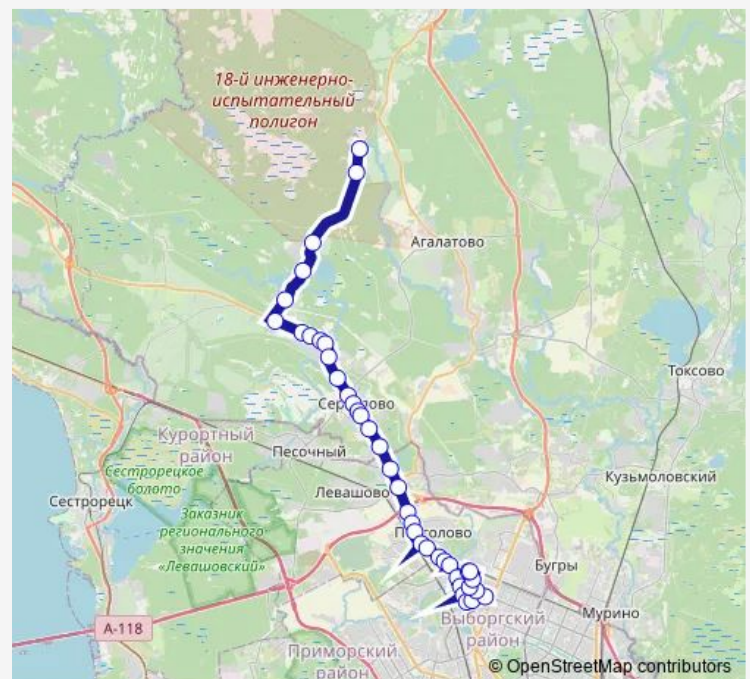 18-й инженерно-
испытательный
полигон
Агалатово
Токсово
Курортный
район
Песочный
Сестрорецкое
болото
Кузьмоловский
Левашово
Сестрорецк
Заказник
регионального
значения
«Левашовский»
Бугры
Мурино
Выборгский
район
А-118
Приморский
район
© OpenStreetMap contributors